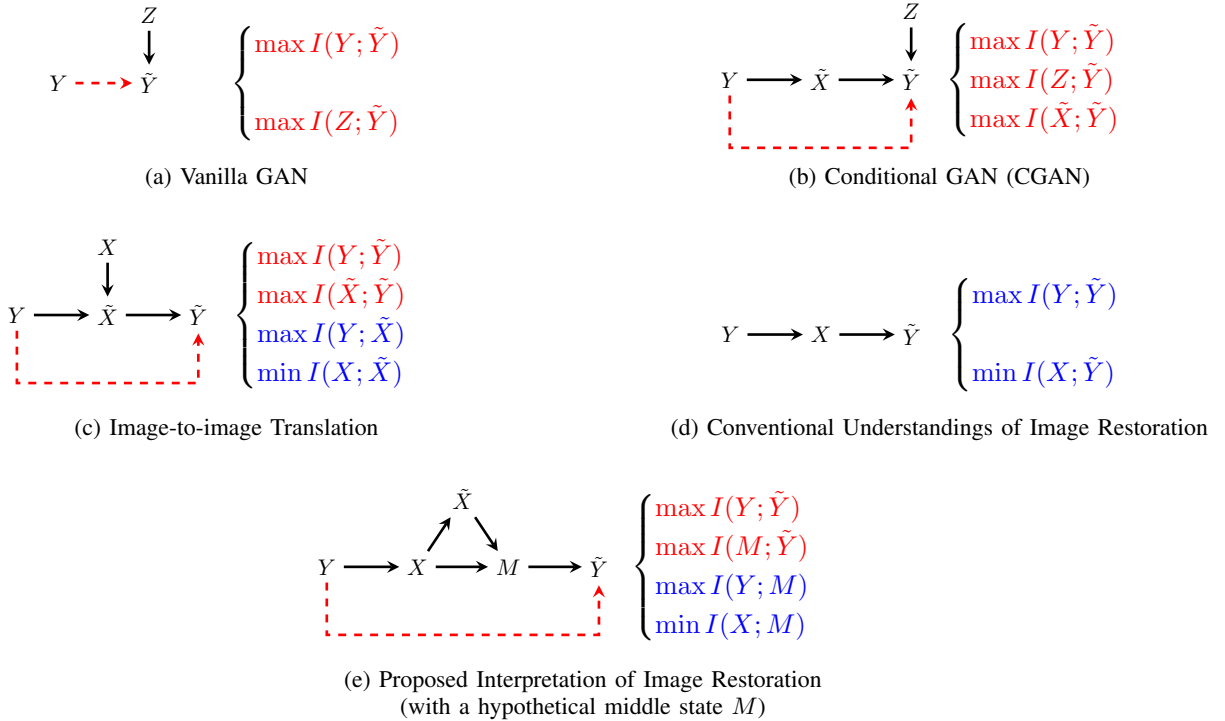 Z
Y Ỹ
max I(Y; Ỹ)
max I(Z; Ỹ)
(a) Vanilla GAN
Z
Y X̃ Ỹ
max I(Y; Ỹ)
max I(Z; Ỹ)
max I(X̃; Ỹ)
(b) Conditional GAN (CGAN)
X
Y X̃ Ỹ
max I(Y; Ỹ)
max I(X̃; Ỹ)
max I(Y; X̃)
min I(X; X̃)
(c) Image-to-image Translation
Y X Ỹ
max I(Y; Ỹ)
min I(X; Ỹ)
(d) Conventional Understandings of Image Restoration
X̃
Y X M Ỹ
max I(Y; Ỹ)
max I(M; Ỹ)
max I(Y; M)
min I(X; M)
(e) Proposed Interpretation of Image Restoration
(with a hypothetical middle state M)